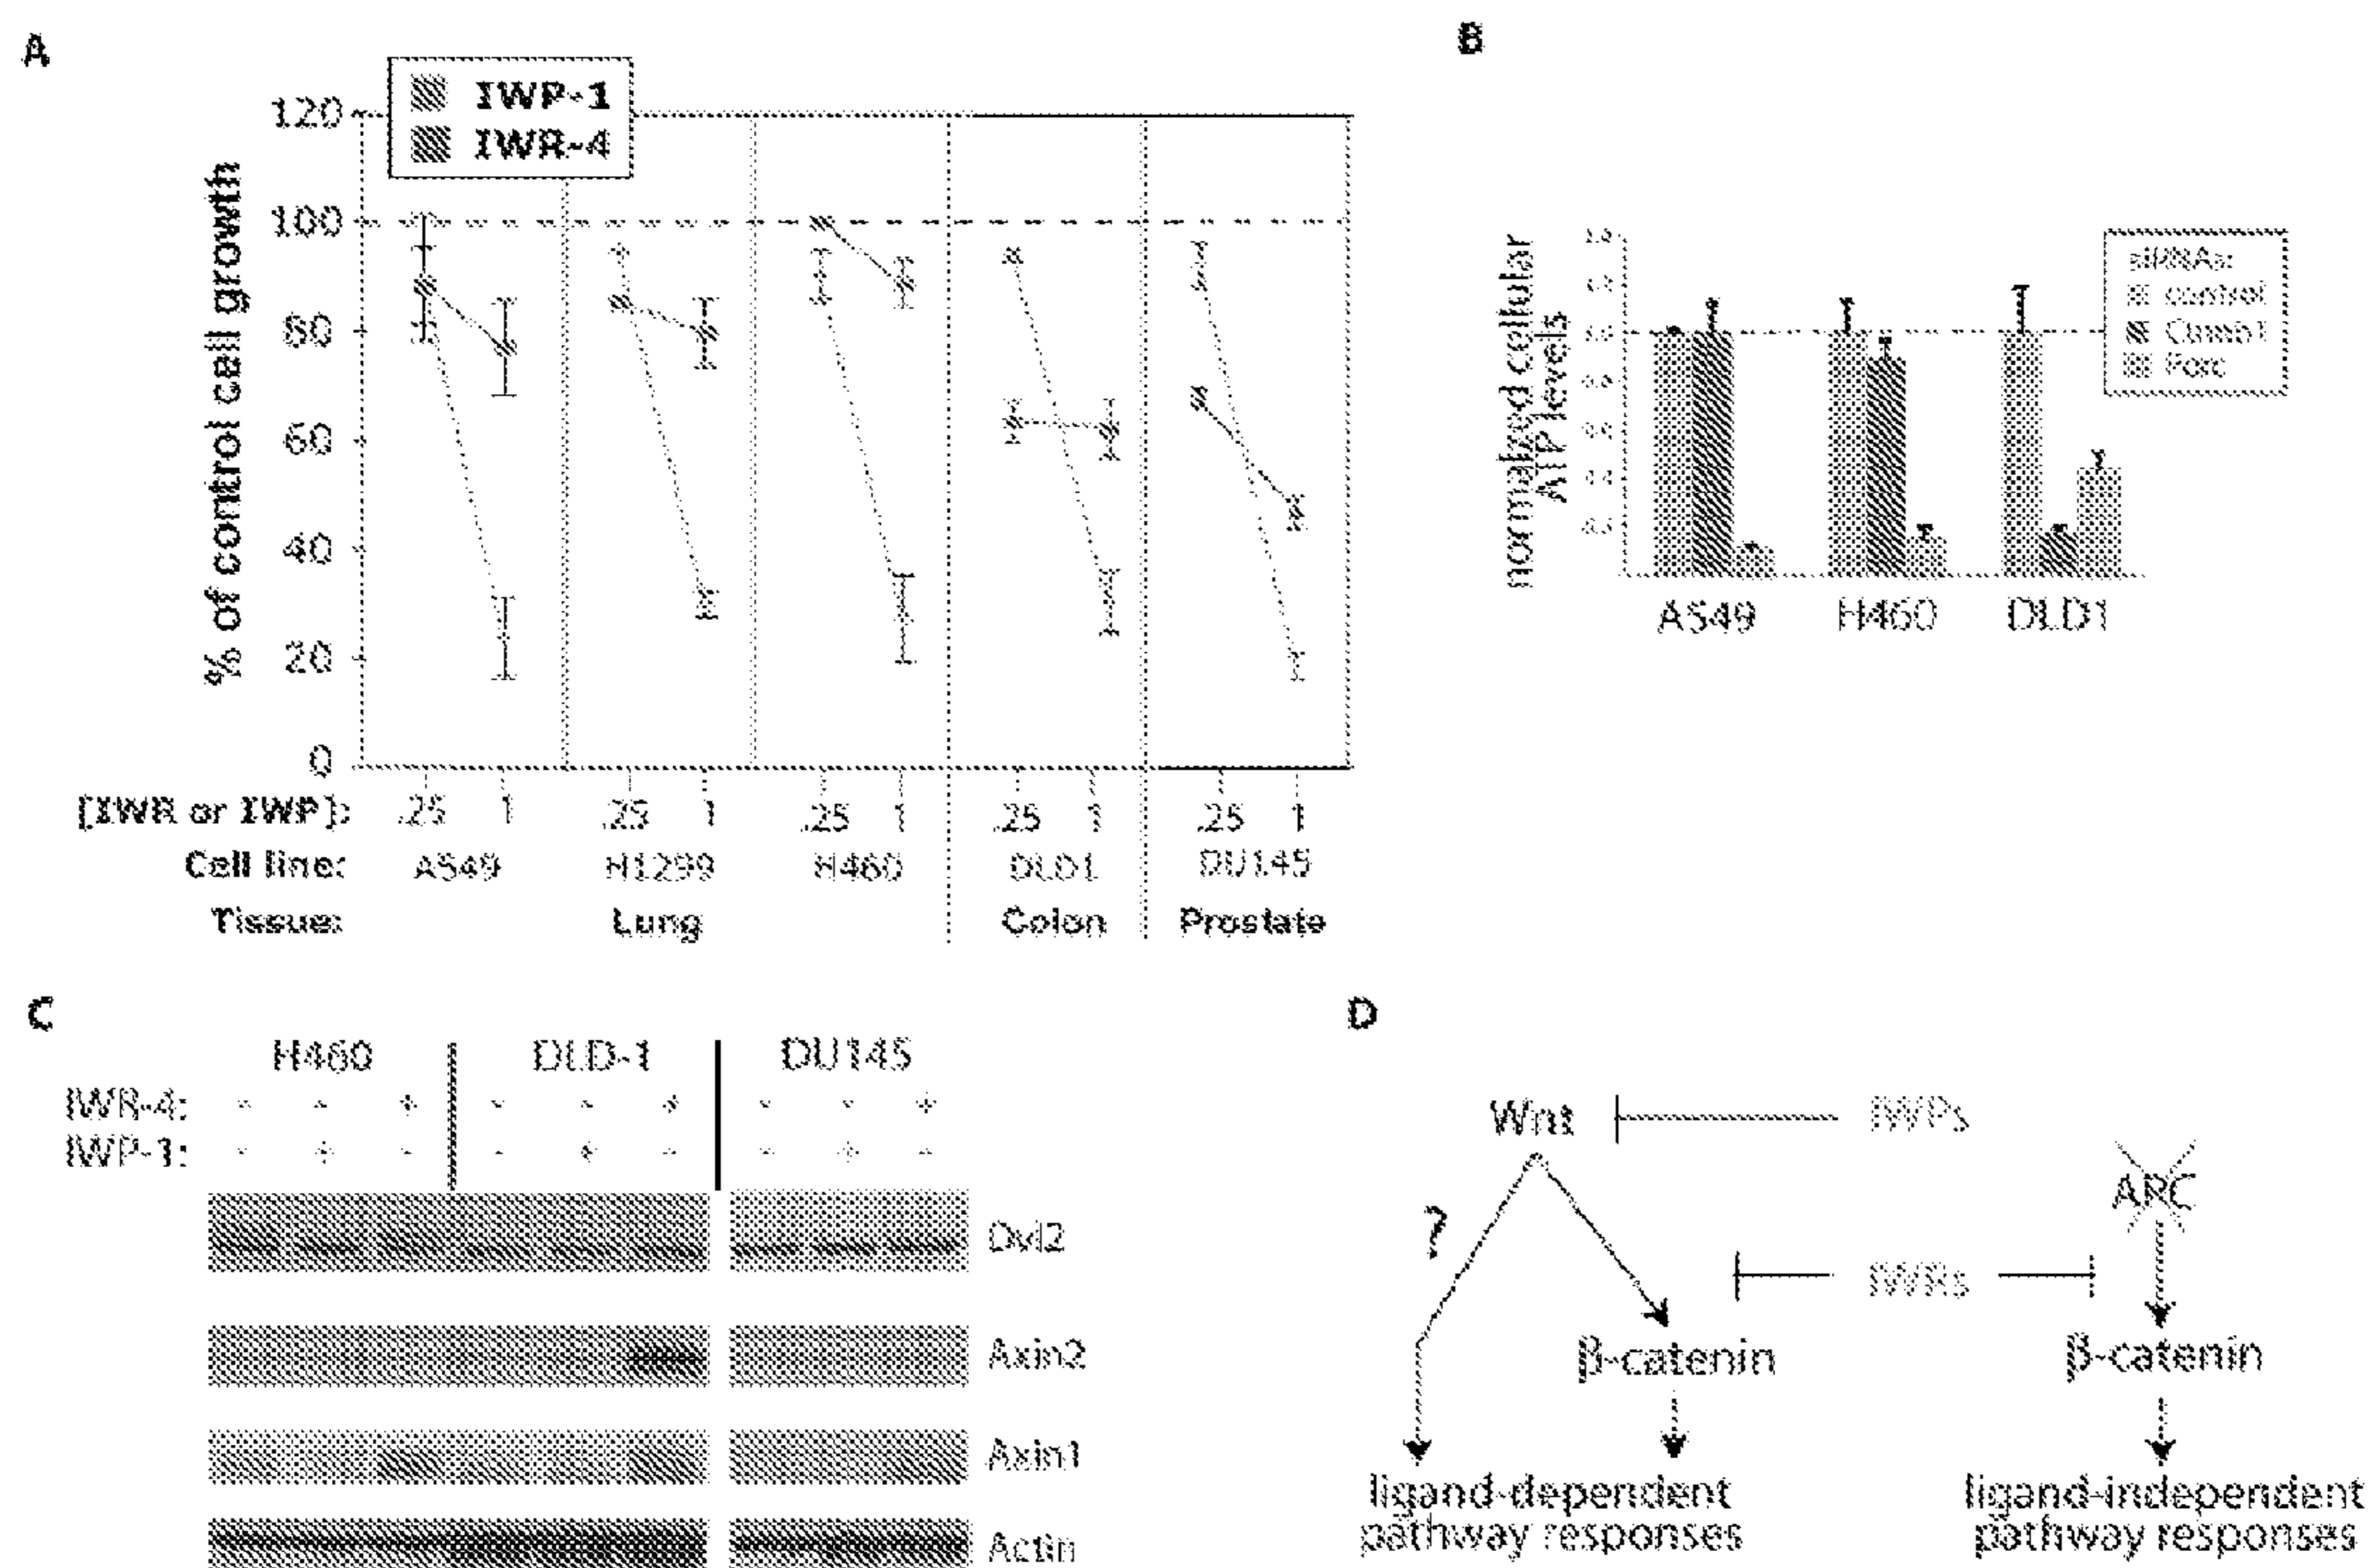 A
IWP-1
IWR-4
120
100
80
60
40
20
0
% of control cell growth
[IWR or IWP]: .25 1 .25 1 .25 1 .25 1 .25 1
Cell line: A549 H1299 H460 DLD1 DU145
Tissue: Lung Colon Prostate
B
normalized cellular
ATP levels
siRNAs:
control
Porc
A549 H460 DLD1
C
H460 DLD-1 DU145
IWR-4: - - + - - + - - +
IWP-1: - + - - + - - + -
Dvl2
Axin2
Axin1
Actin
D
Wnt IWPs
APC
?
IWRs
β-catenin β-catenin
ligand-dependent ligand-independent
pathway responses pathway responses